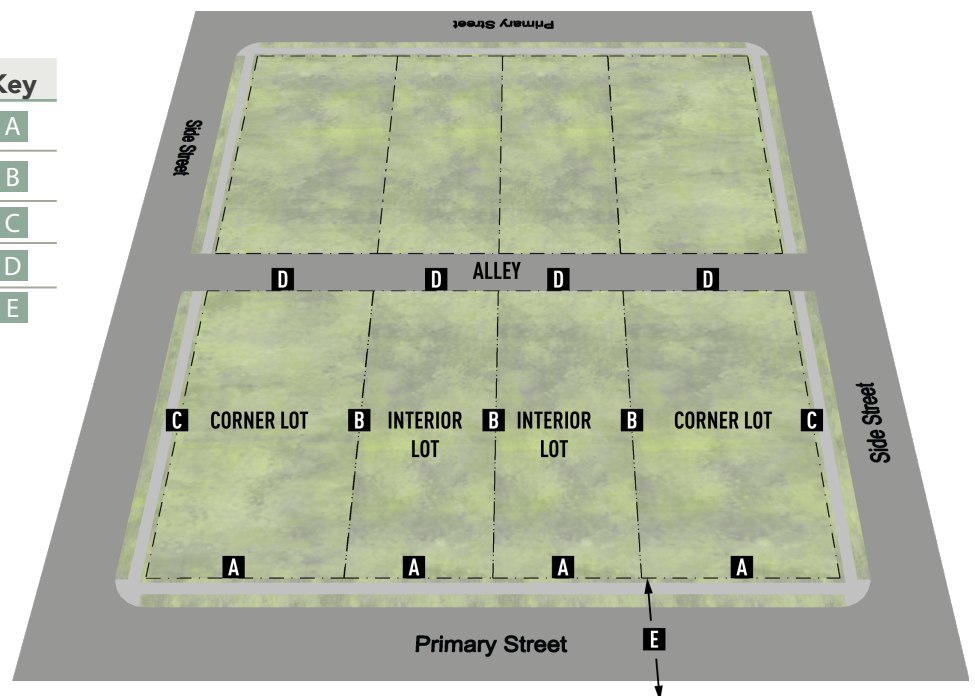 Primary Street
Key
A
B
C
D
E
Side Street
ALLEY
D
D
D
D
C
CORNER LOT
B
INTERIOR
LOT
B
INTERIOR
LOT
B
CORNER LOT
C
Side Street
A
A
A
A
Primary Street
E